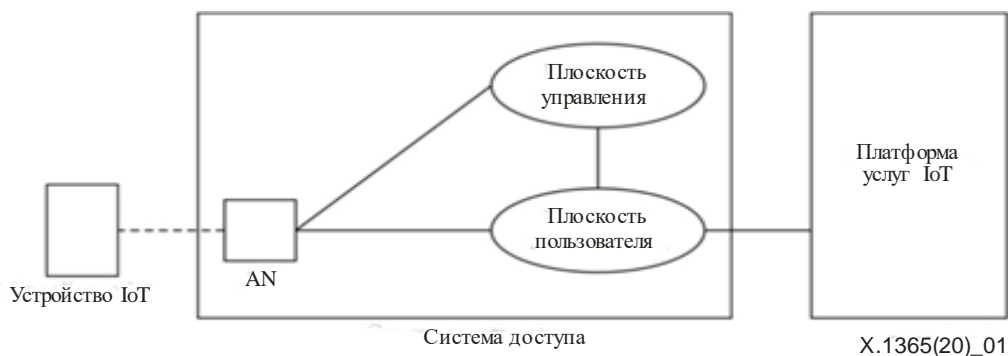 Плоскость
управления
Платформа
услуг IoT
Плоскость
пользователя
AN
Устройство IoT
Система доступа
X.1365(20)_01